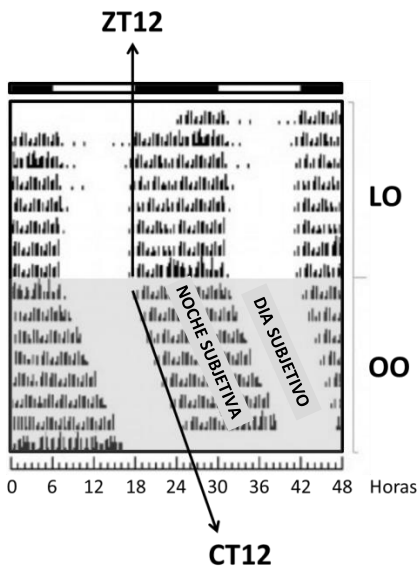 ZT12
LO
NOCHE SUBJETIVA
DIA SUBJETIVO
OO
0 6 12 18 24 30 36 42 48 Horas
CT12